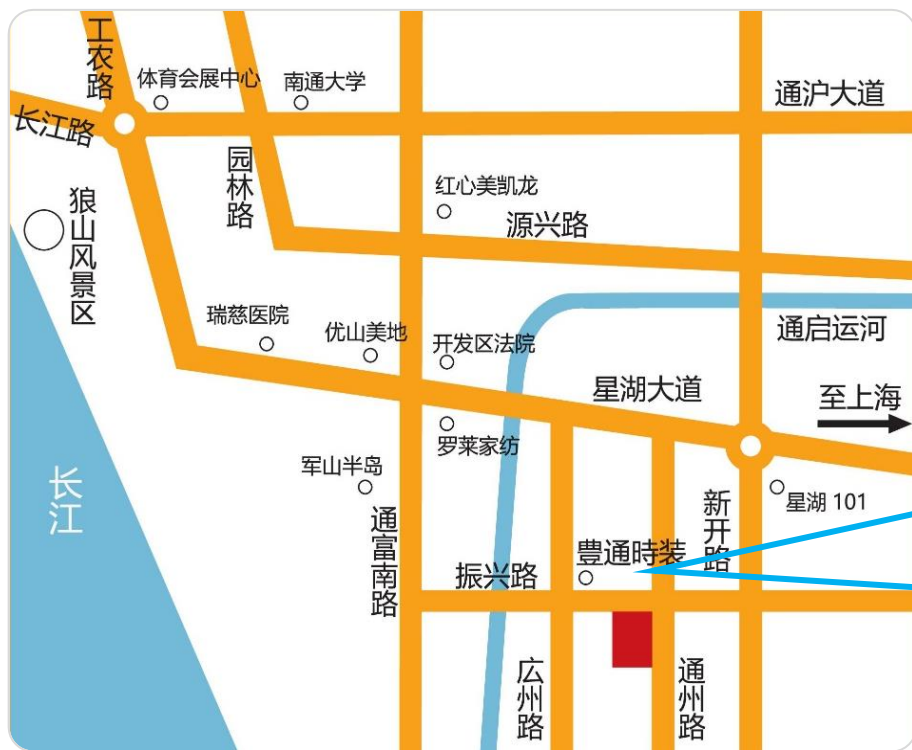 工农路
体育会展中心
南通大学
通沪大道
长江路
园林路
狼山风景区
红心美凯龙
源兴路
瑞慈医院
优山美地
开发区法院
通启运河
星湖大道
至上海
罗莱家纺
军山半岛
长江
星湖 101
新开路
通富南路
豊通時装
振兴路
広州路
通州路